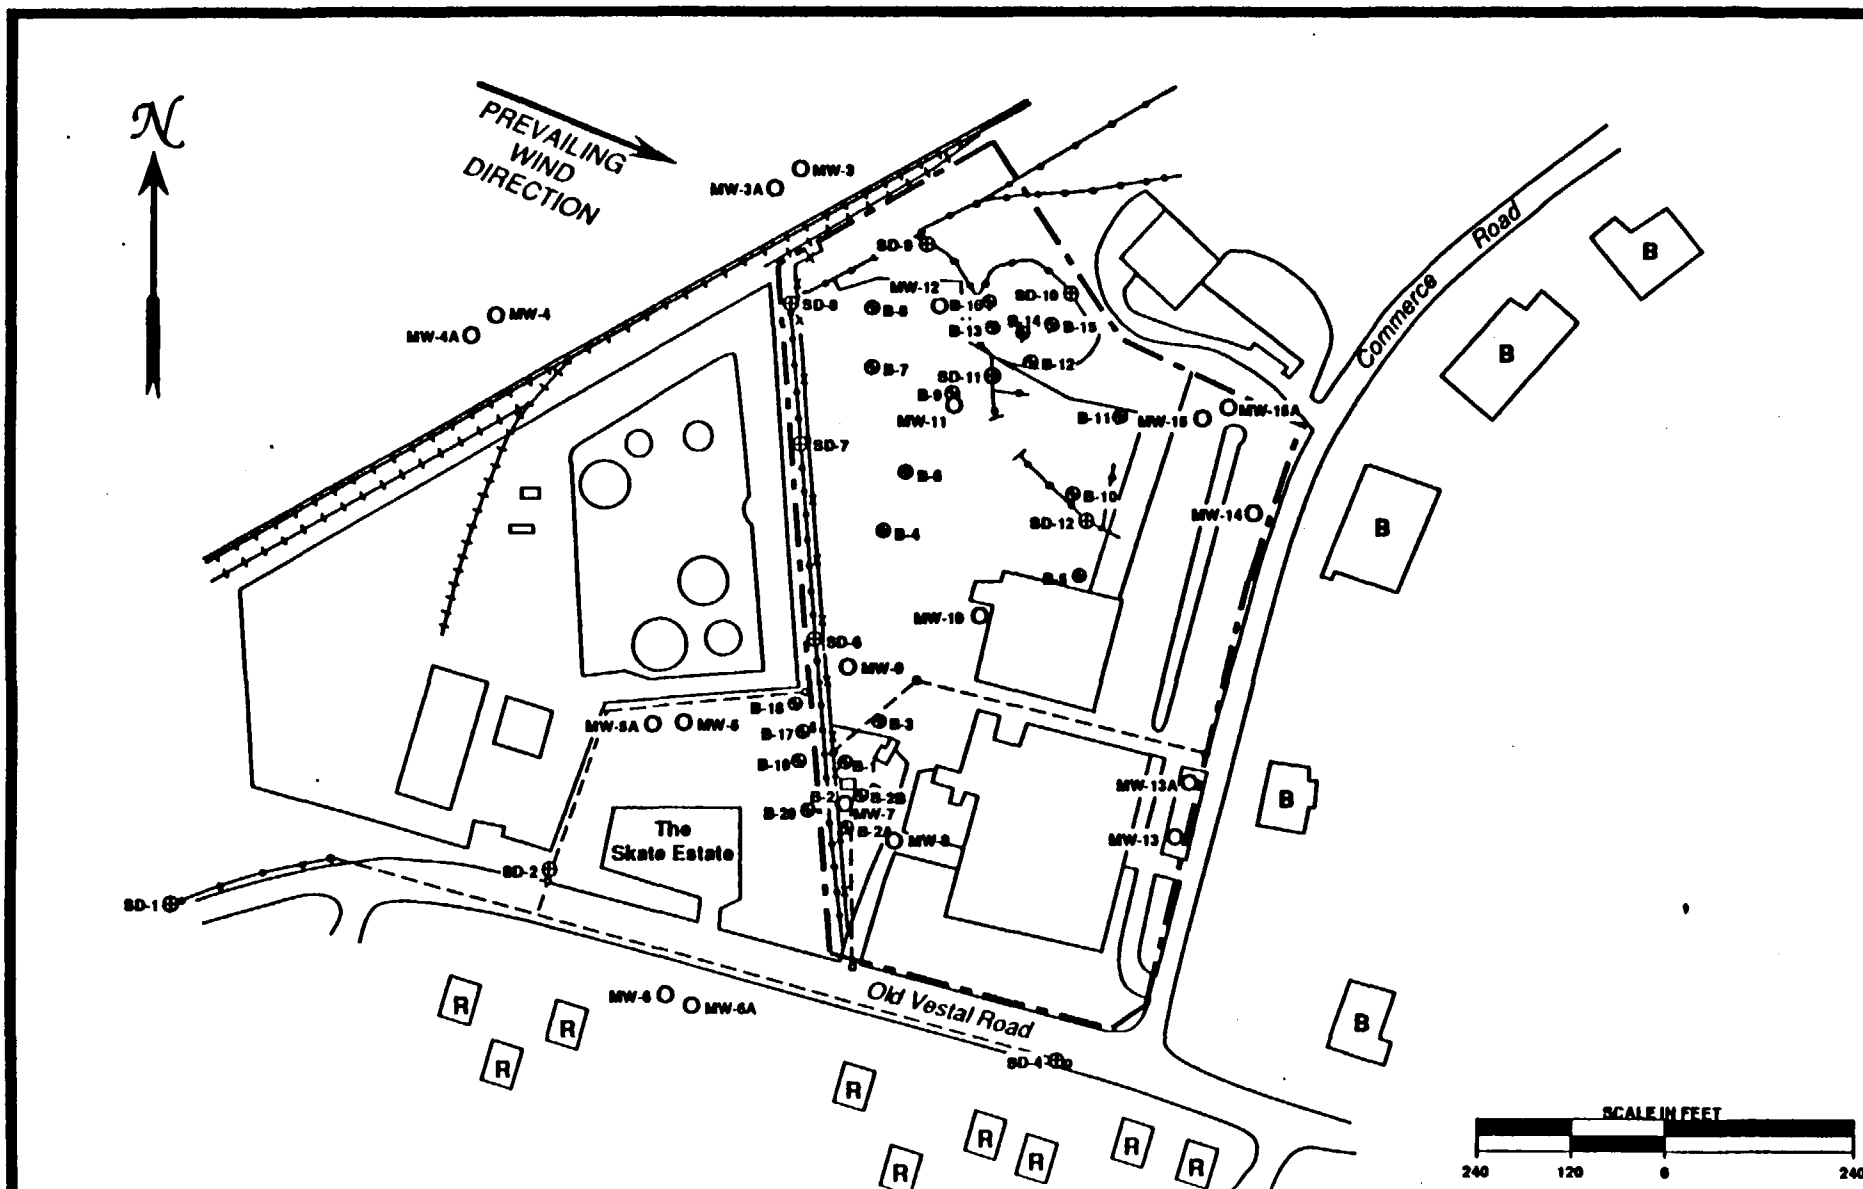 N
PREVAILING
WIND
DIRECTION
MW-3
MW-3A
SD-9
MW-4
MW-4A
SD-8
MW-12
B-8
B-16
SD-10
B-13
B-14
B-15
B-7
B-12
SD-11
B-9
MW-11
B-11
MW-15
MW-15A
Commerce Road
B
B
SD-7
B-6
B-10
SD-12
MW-14
B
B-4
B-5
MW-10
SD-6
MW-9
B-18
MW-5A
MW-5
B-17
B-3
B-19
B-1
MW-13A
B-2
B-2B
B
B-20
MW-7
B-2A
MW-8
MW-13
The
Skate Estate
SD-2
SD-1
MW-6
MW-6A
Old Vestal Road
R
R
R
B
SD-4
R
R
R
R
R
R
SCALE IN FEET
240 120 0 240